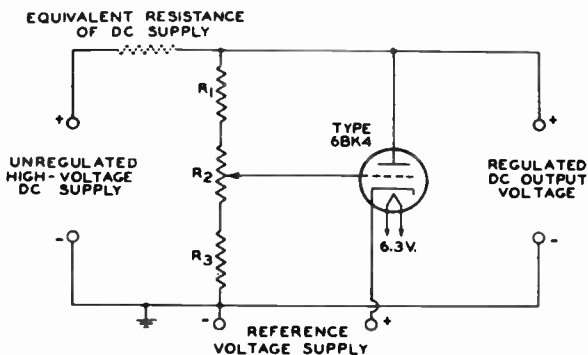 EQUIVALENT RESISTANCE
OF DC SUPPLY
R1
TYPE
6BK4
+
+
UNREGULATED
HIGH-VOLTAGE
DC SUPPLY
R2
REGULATED
DC OUTPUT
VOLTAGE
-
R3
6.3V.
-
- REFERENCE +
VOLTAGE SUPPLY